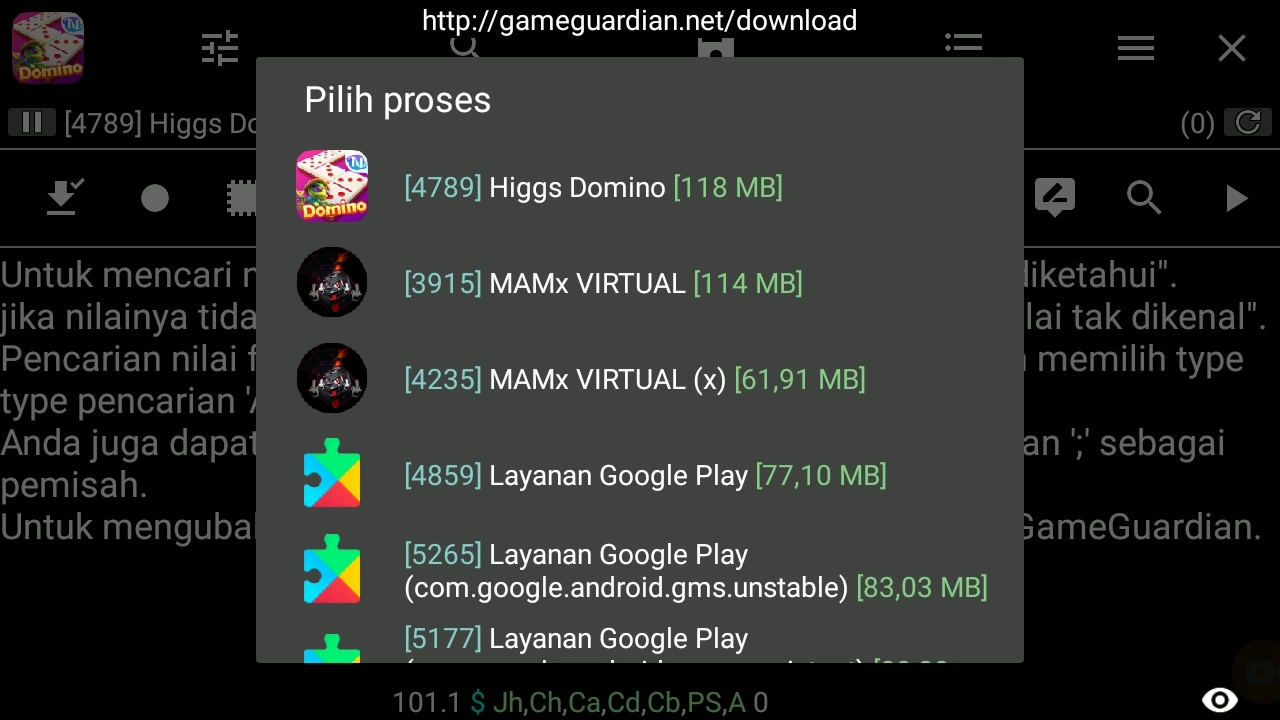 http://gameguardian.net/download
Domino
[4789] Higgs Do
(0)
Pilih proses
[4789] Higgs Domino [118 MB]
Domino
[3915] MAMx VIRTUAL [114 MB]
[4235] MAMx VIRTUAL (x) [61,91 MB]
[4859] Layanan Google Play [77,10 MB]
[5265] Layanan Google Play
(com.google.android.gms.unstable) [83,03 MB]
[5177] Layanan Google Play
Untuk mencari diketahui".
jika nilainya tida lai tak dikenal".
Pencarian nilai memilih type
type pencarian
Anda juga dapat an ';' sebagai
pemisah.
Untuk menguba GameGuardian.
101.1 $ Jh,Ch,Ca,Cd,Cb,PS,A 0